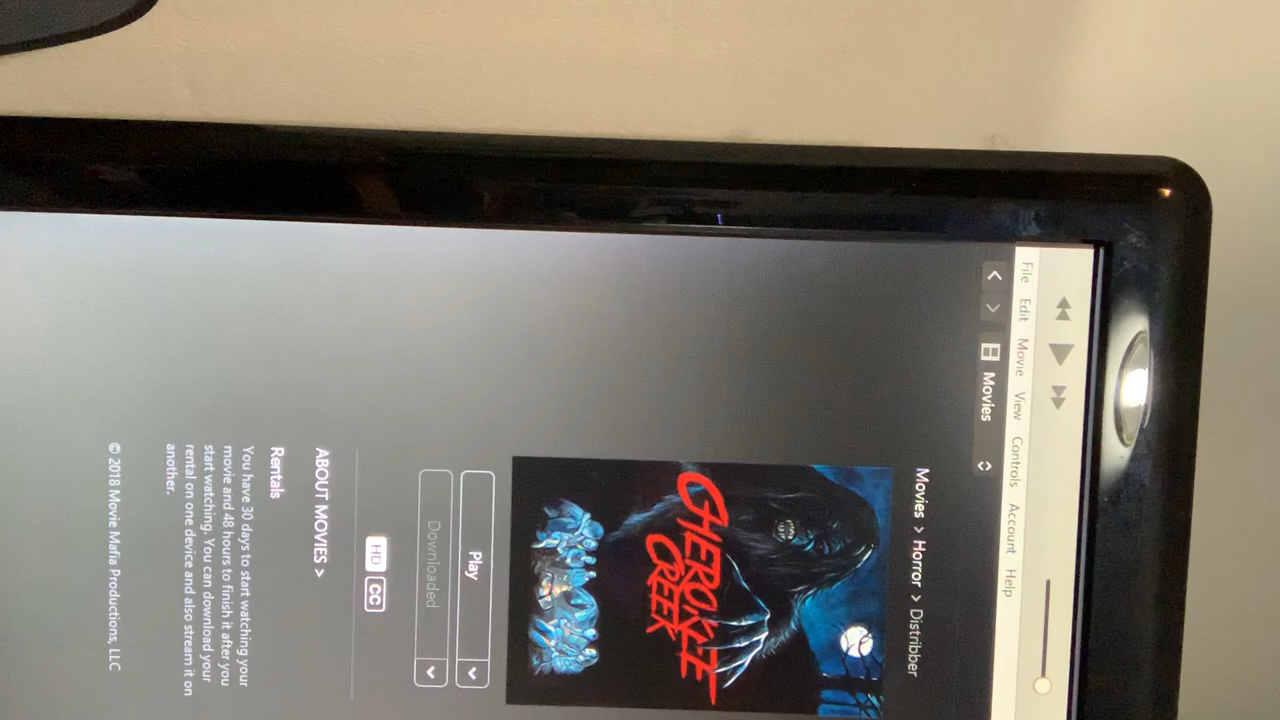 File Edit Movie View Controls Account Help
Movies
Movies > Horror > Distribber
CHEROKEE
CREEK
Play
Downloaded
HD CC
ABOUT MOVIES >
Rentals
You have 30 days to start watching your
movie and 48 hours to finish it after you
start watching. You can download your
rental on one device and also stream it on
another.
© 2018 Movie Mafia Productions, LLC